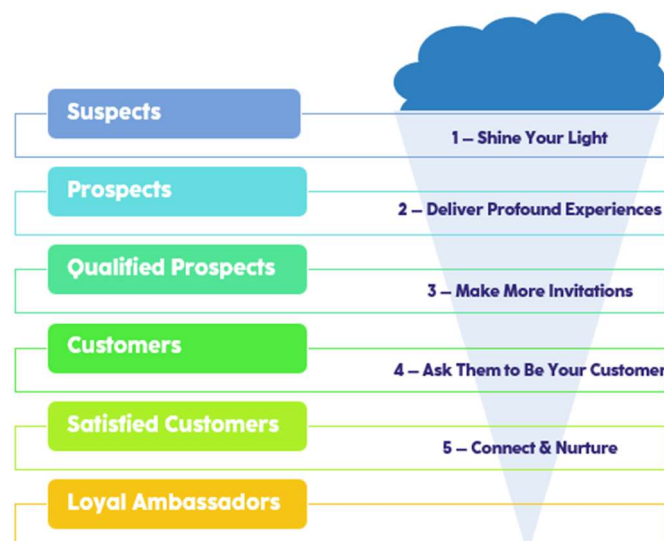 Suspects
1 – Shine Your Light
Prospects
2 – Deliver Profound Experiences
Qualified Prospects
3 – Make More Invitations
Customers
4 – Ask Them to Be Your Customer
Satisfied Customers
5 – Connect & Nurture
Loyal Ambassadors